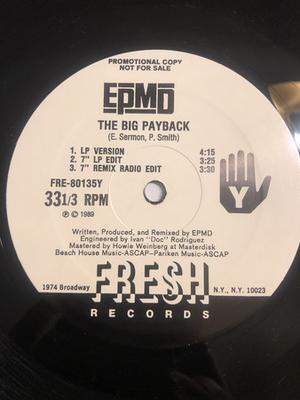 PROMOTIONAL COPY
NOT FOR SALE
EPMD
THE BIG PAYBACK
(E. Sermon, P. Smith)
1. LP VERSION 4:15
2. 7" LP EDIT 3:25
3. 7" REMIX RADIO EDIT 3:30
FRE-80135Y
Y
33 1/3 RPM
Ⓟ © 1989
Written, Produced, and Remixed by EPMD
Engineered by Ivan "Doc" Rodriguez
Mastered by Howie Weinberg at Masterdisk
Beach House Music-ASCAP-Pariken Music-ASCAP
FRESH
1974 Broadway N.Y., N.Y. 10023
RECORDS